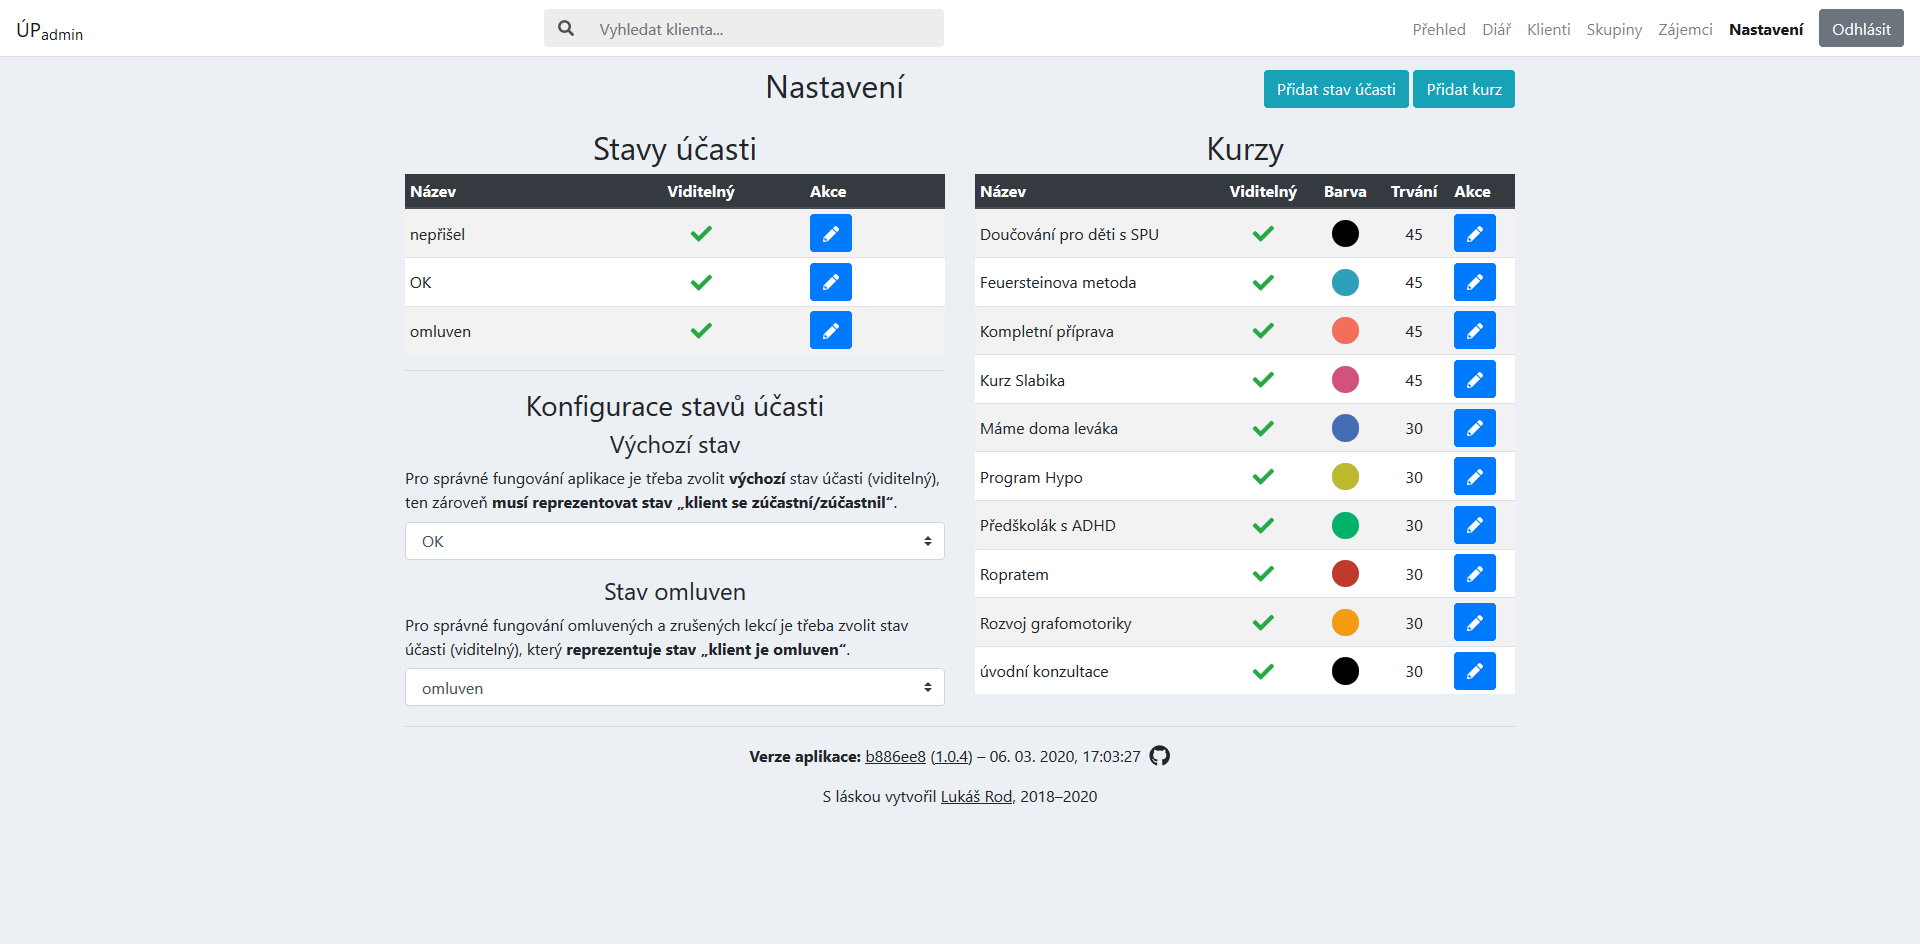 ÚPadmin
Vyhledat klienta...
Přehled Diář Klienti Skupiny Zájemci Nastavení Odhlásit
Nastavení
Přidat stav účasti Přidat kurz
Stavy účasti
Název Viditelný Akce
nepřišel
OK
omluven
Konfigurace stavů účasti
Výchozí stav
Pro správné fungování aplikace je třeba zvolit výchozí stav účasti (viditelný),
ten zároveň musí reprezentovat stav „klient se zúčastní/zúčastnil“.
OK
Stav omluven
Pro správné fungování omluvených a zrušených lekcí je třeba zvolit stav
účasti (viditelný), který reprezentuje stav „klient je omluven“.
omluven
Kurzy
Název Viditelný Barva Trvání Akce
Doučování pro děti s SPU 45
Feuersteinova metoda 45
Kompletní příprava 45
Kurz Slabika 45
Máme doma leváka 30
Program Hypo 30
Předškolák s ADHD 30
Ropratem 30
Rozvoj grafomotoriky 30
úvodní konzultace 30
Verze aplikace: b886ee8 (1.0.4) – 06. 03. 2020, 17:03:27
S láskou vytvořil Lukáš Rod, 2018–2020